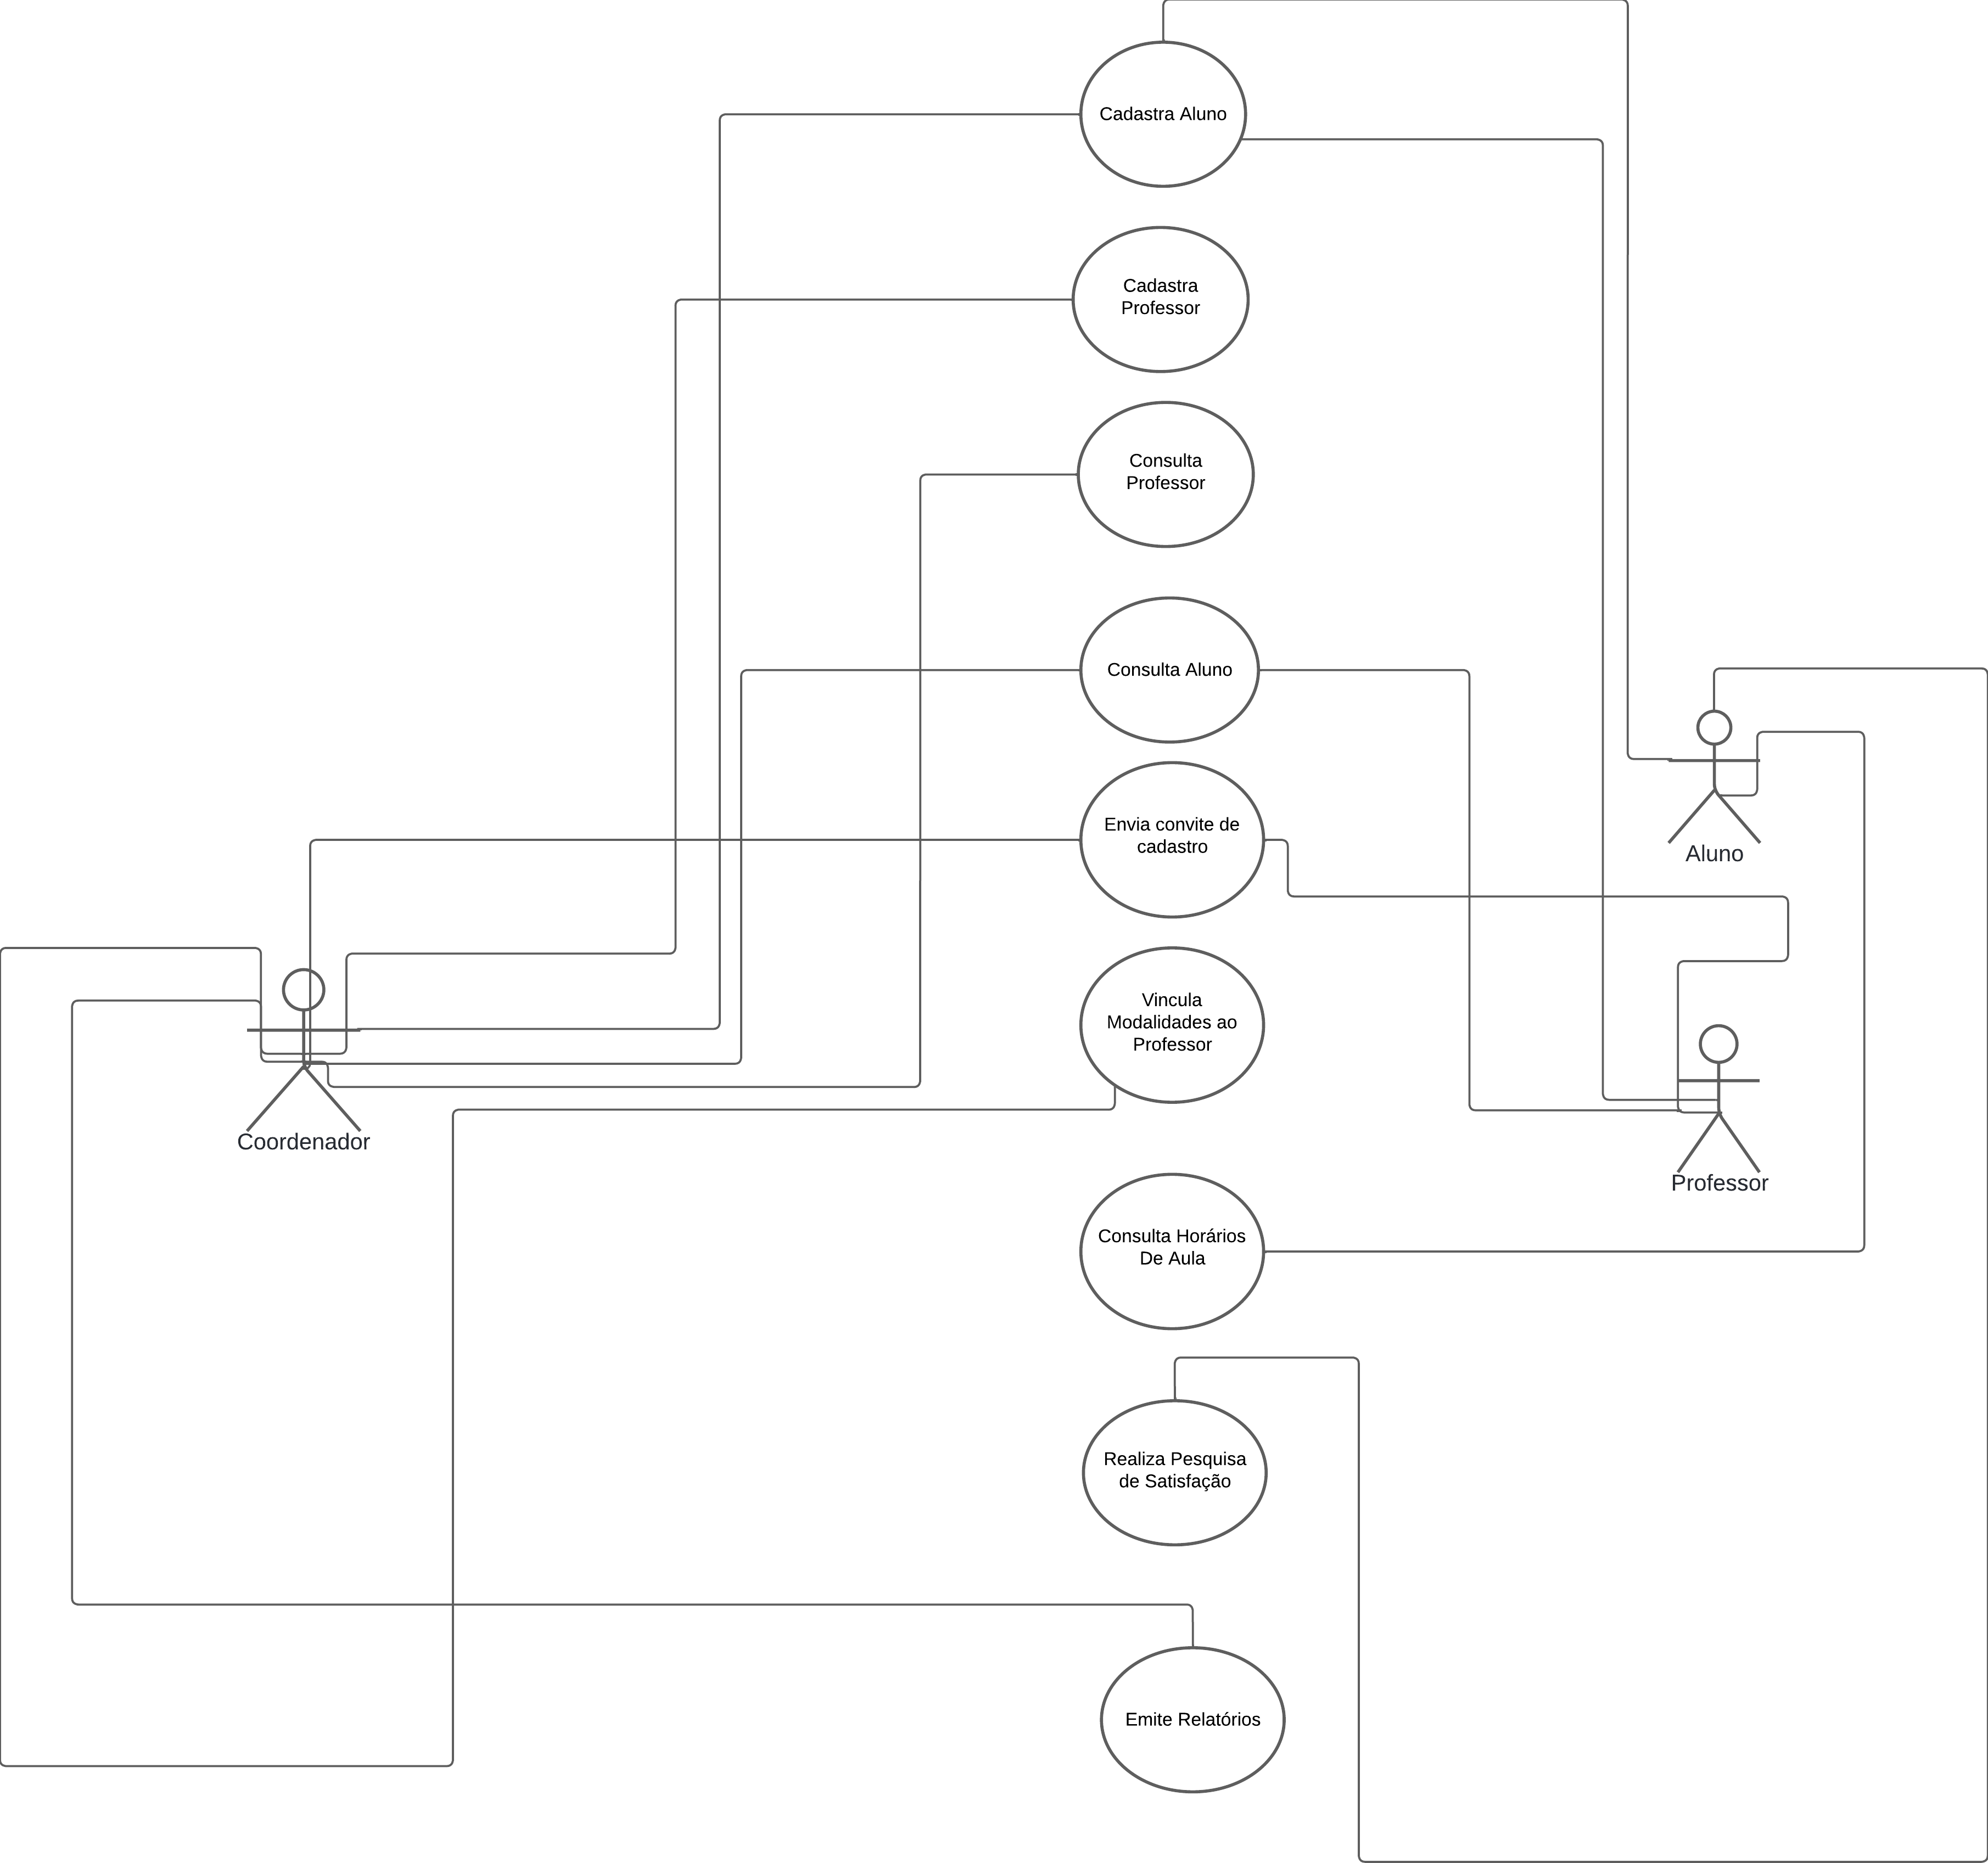 Cadastra Aluno
Cadastra
Professor
Consulta
Professor
Consulta Aluno
Envia convite de
cadastro
Aluno
Vincula
Modalidades ao
Professor
Coordenador
Professor
Consulta Horários
De Aula
Realiza Pesquisa
de Satisfação
Emite Relatórios